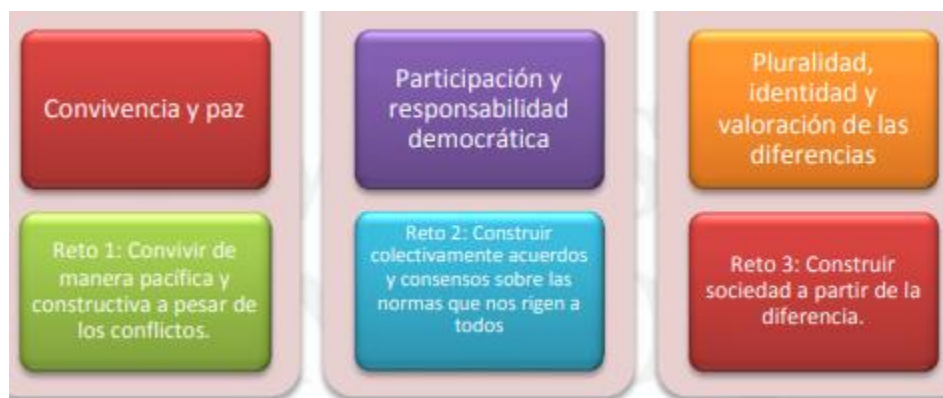 Convivencia y paz
Reto 1: Convivir de
manera pacífica y
constructiva a pesar de
los conflictos.
Participación y
responsabilidad
democrática
Reto 2: Construir
colectivamente acuerdos
y consensos sobre las
normas que nos rigen a
todos
Pluralidad,
identidad y
valoración de las
diferencias
Reto 3: Construir
sociedad a partir de la
diferencia.